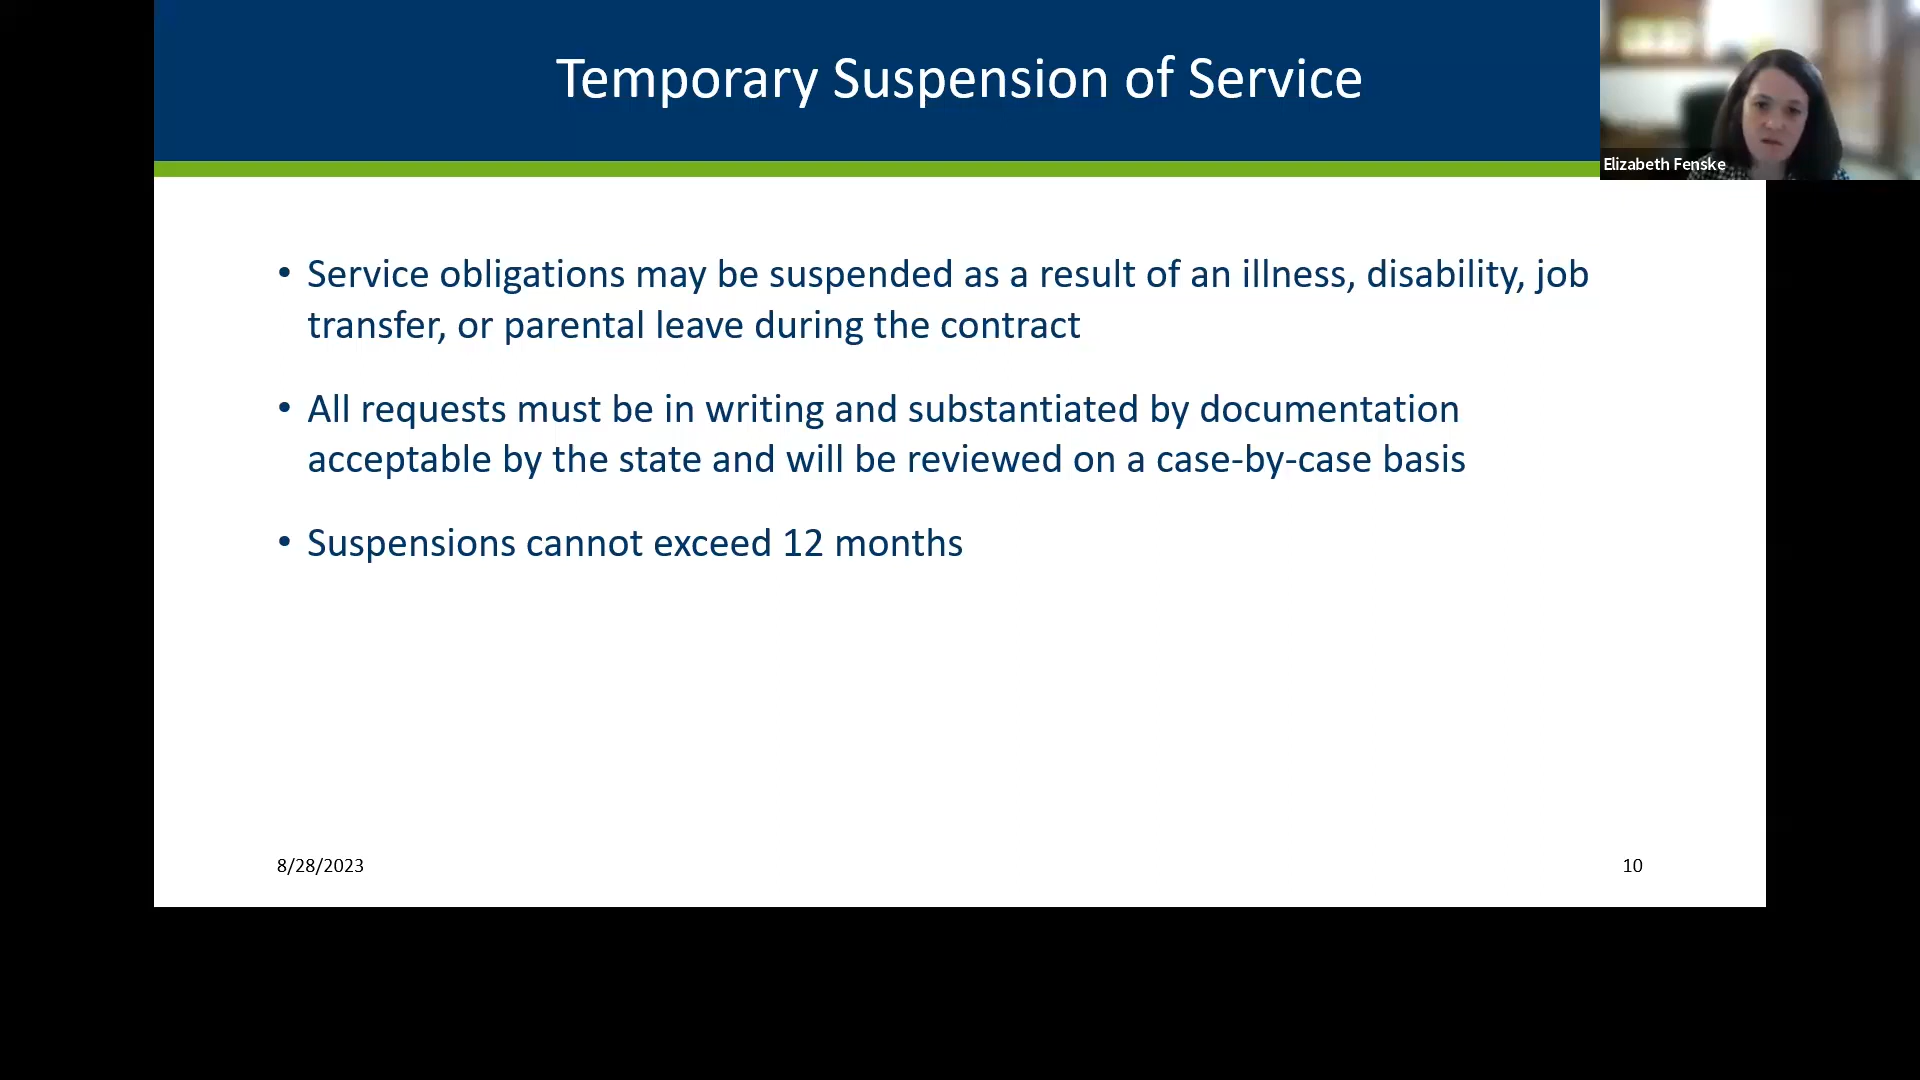 Temporary Suspension of Service
Elizabeth Fenske
• Service obligations may be suspended as a result of an illness, disability, job
transfer, or parental leave during the contract
• All requests must be in writing and substantiated by documentation
acceptable by the state and will be reviewed on a case-by-case basis
• Suspensions cannot exceed 12 months
8/28/2023
10